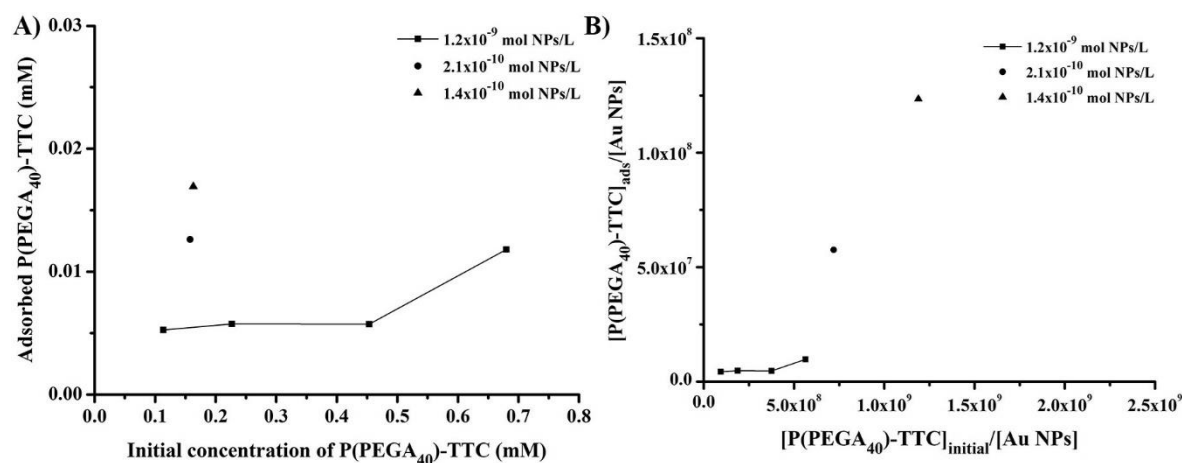 A)
0.03
0.02
0.01
0.00
Adsorbed P(PEGA₄₀)-TTC (mM)
1.2x10⁻⁹ mol NPs/L
2.1x10⁻¹⁰ mol NPs/L
1.4x10⁻¹⁰ mol NPs/L
0.0 0.1 0.2 0.3 0.4 0.5 0.6 0.7 0.8
Initial concentration of P(PEGA₄₀)-TTC (mM)
B)
1.5x10⁸
1.0x10⁸
5.0x10⁷
0.0
[P(PEGA₄₀)-TTC]ₐds/[Au NPs]
1.2x10⁻⁹ mol NPs/L
2.1x10⁻¹⁰ mol NPs/L
1.4x10⁻¹⁰ mol NPs/L
0.0 5.0x10⁸ 1.0x10⁹ 1.5x10⁹ 2.0x10⁹ 2.5x10⁹
[P(PEGA₄₀)-TTC]initial/[Au NPs]